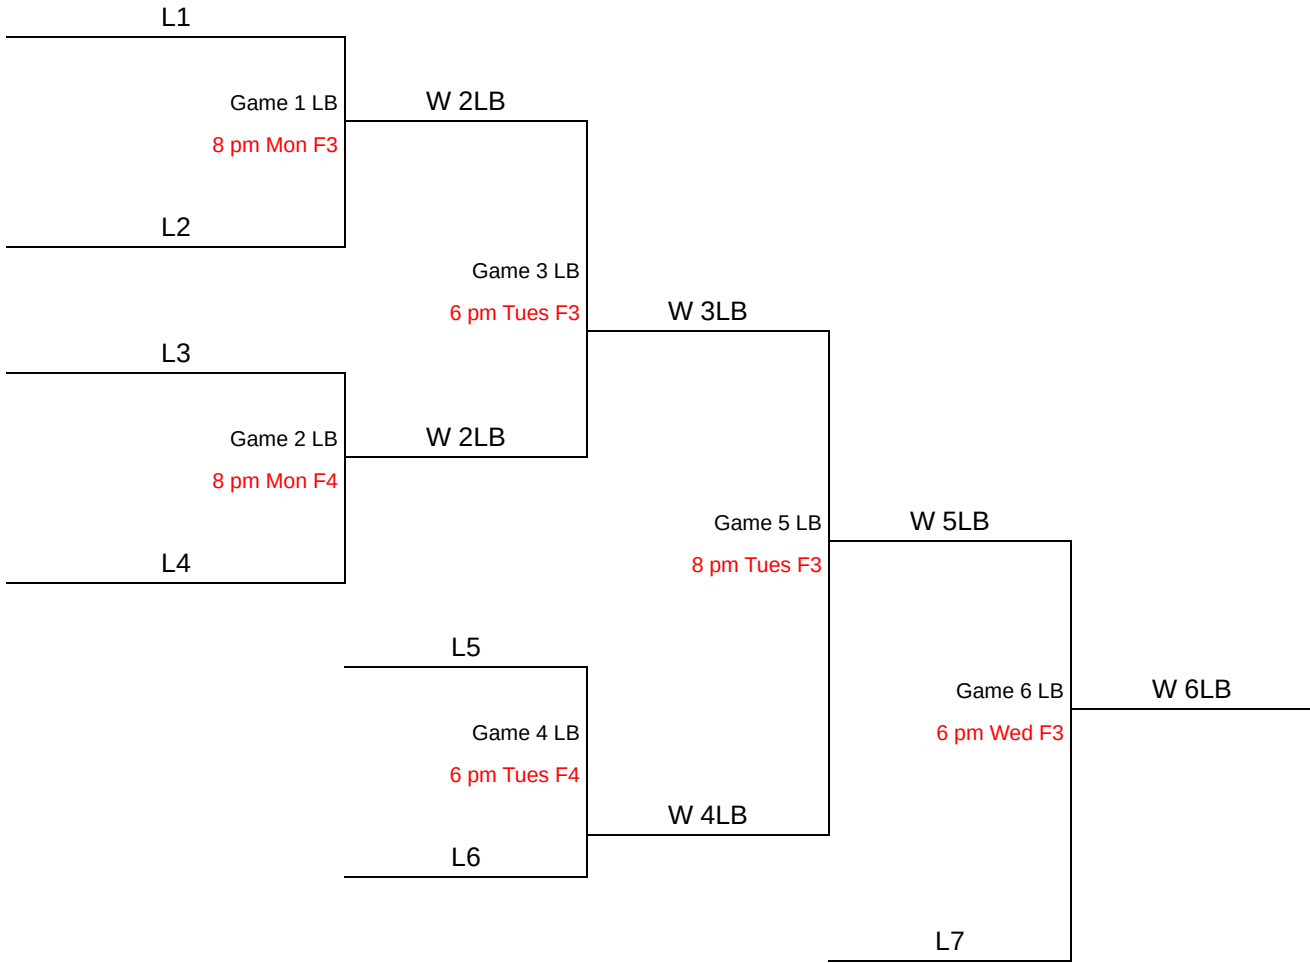 L1
Game 1 LB
W 2LB
8 pm Mon F3
L2
Game 3 LB
6 pm Tues F3
W 3LB
L3
Game 2 LB
W 2LB
8 pm Mon F4
L4
Game 5 LB
W 5LB
8 pm Tues F3
L5
Game 4 LB
6 pm Tues F4
W 4LB
L6
Game 6 LB
W 6LB
6 pm Wed F3
L7